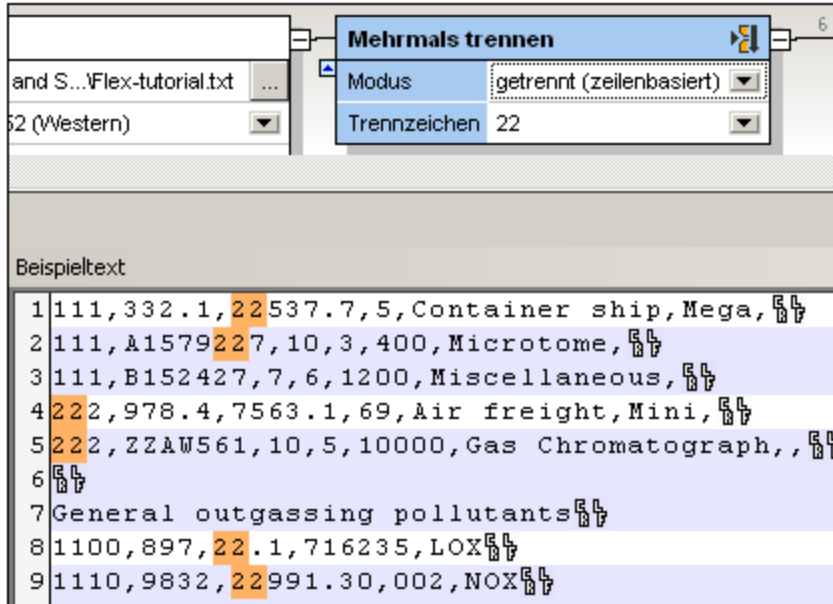 6
Mehrmals trennen
and S...\Flex-tutorial.txt ...
Modus getrennt (zeilenbasiert)
52 (Western)
Trennzeichen 22
Beispieltext
1 111,332.1,22537.7,5,Container ship,Mega,
2 111,A1579227,10,3,400,Microtome,
3 111,B152427,7,6,1200,Miscellaneous,
4 222,978.4,7563.1,69,Air freight,Mini,
5 222,ZZAW561,10,5,10000,Gas Chromatograph,,
6
7 General outgassing pollutants
8 1100,897,22.1,716235,LOX
9 1110,9832,22991.30,002,NOX